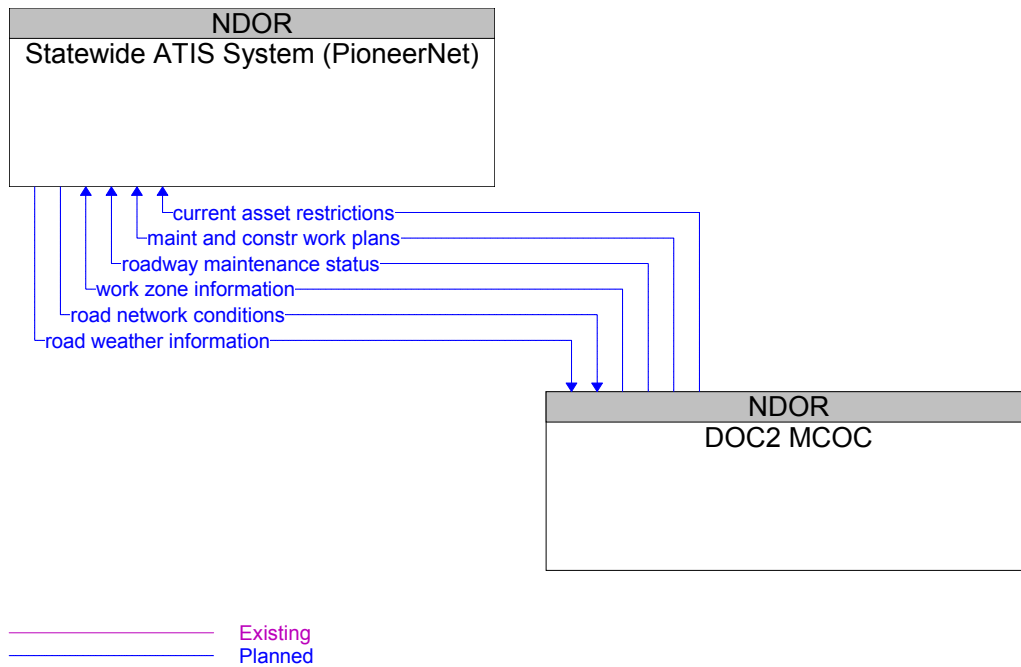 NDOR
Statewide ATIS System (PioneerNet)
current asset restrictions
maint and constr work plans
roadway maintenance status
work zone information
road network conditions
road weather information
NDOR
DOC2 MCOC
Existing
Planned